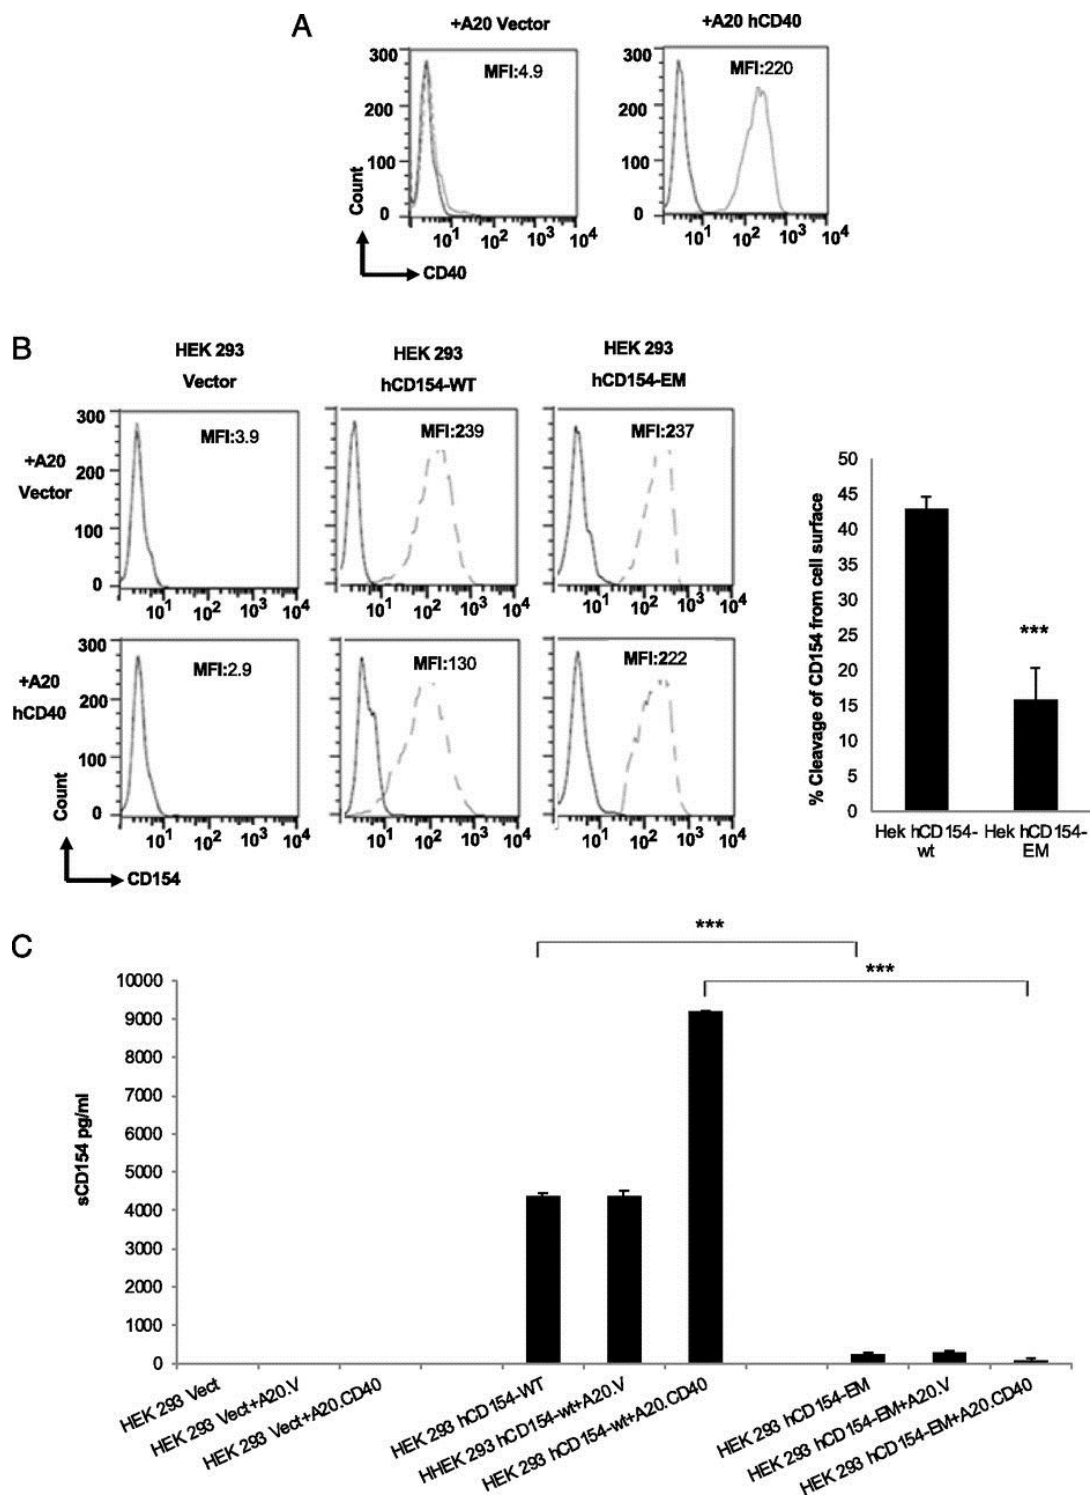 A
+A20 Vector
+A20 hCD40
300
200
100
0
MFI:4.9
10¹ 10² 10³ 10⁴
300
200
100
0
MFI:220
10¹ 10² 10³ 10⁴
Count
CD40
B
HEK 293
Vector
HEK 293
hCD154-WT
HEK 293
hCD154-EM
+A20
Vector
300
200
100
0
MFI:3.9
10¹ 10² 10³ 10⁴
MFI:239
10¹ 10² 10³ 10⁴
MFI:237
10¹ 10² 10³ 10⁴
+A20
hCD40
300
200
100
0
MFI:2.9
10¹ 10² 10³ 10⁴
MFI:130
10¹ 10² 10³ 10⁴
MFI:222
10¹ 10² 10³ 10⁴
Count
CD154
% Cleavage of CD154 from cell surface
50
45
40
35
30
25
20
15
10
5
0
***
Hek hCD154-
wt
Hek hCD154-
EM
C
***
***
sCD154 pg/ml
10000
9000
8000
7000
6000
5000
4000
3000
2000
1000
0
HEK 293 Vect
HEK 293 Vect+A20.V
HEK 293 Vect+A20.CD40
HEK 293 hCD154-WT
HHEK 293 hCD154-wt+A20.V
HEK 293 hCD154-wt+A20.CD40
HEK 293 hCD154-EM
HEK 293 hCD154-EM+A20.V
HEK 293 hCD154-EM+A20.CD40